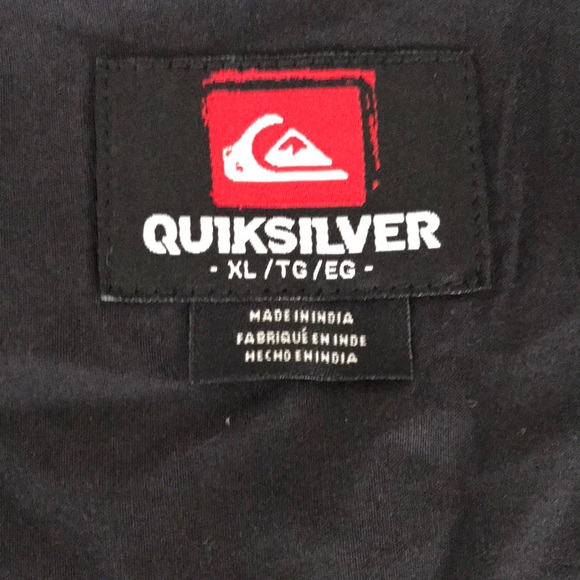 QUIKSILVER
- XL /TG/EG -
MADE IN INDIA
FABRIQUÉ EN INDE
HECHO EN INDIA